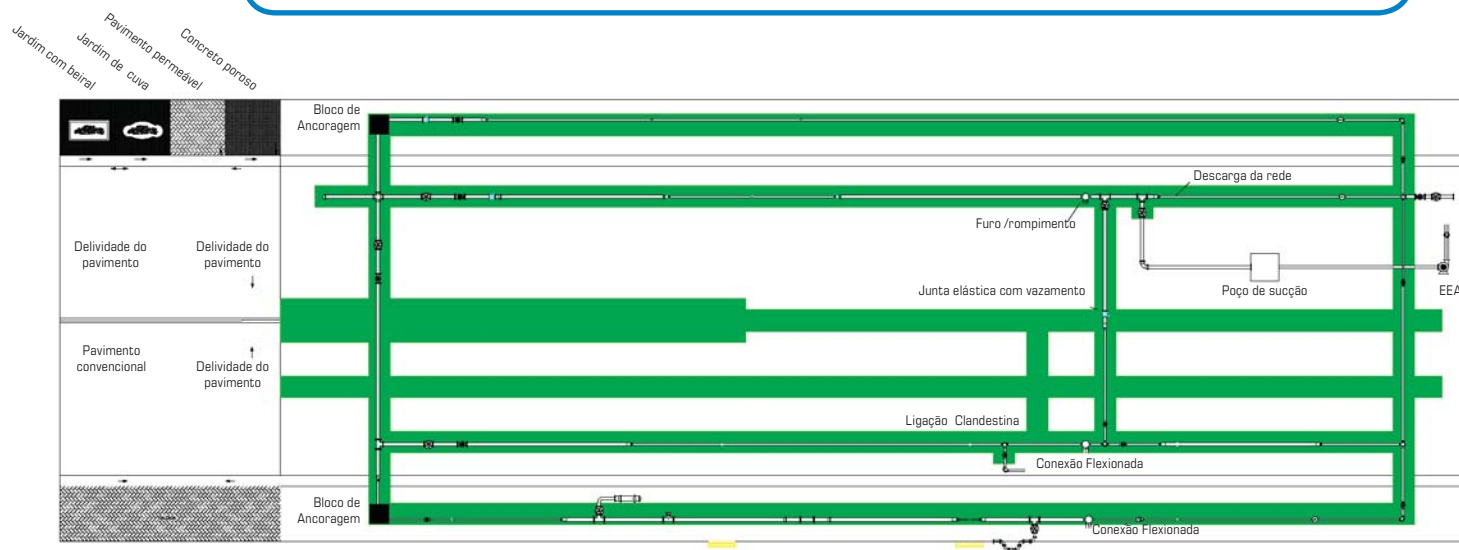 Jardim com beiral
Jardim de cuva
Pavimento permeável
Concreto poroso
Bloco de
Ancoragem
Descarga da rede
Furo /rompimento
Delividade do
pavimento
Delividade do
pavimento
Junta elástica com vazamento
Poço de sucção
EEA
Pavimento
convencional
Delividade do
pavimento
Ligação Clandestina
Conexão Flexionada
Bloco de
Ancoragem
Conexão Flexionada